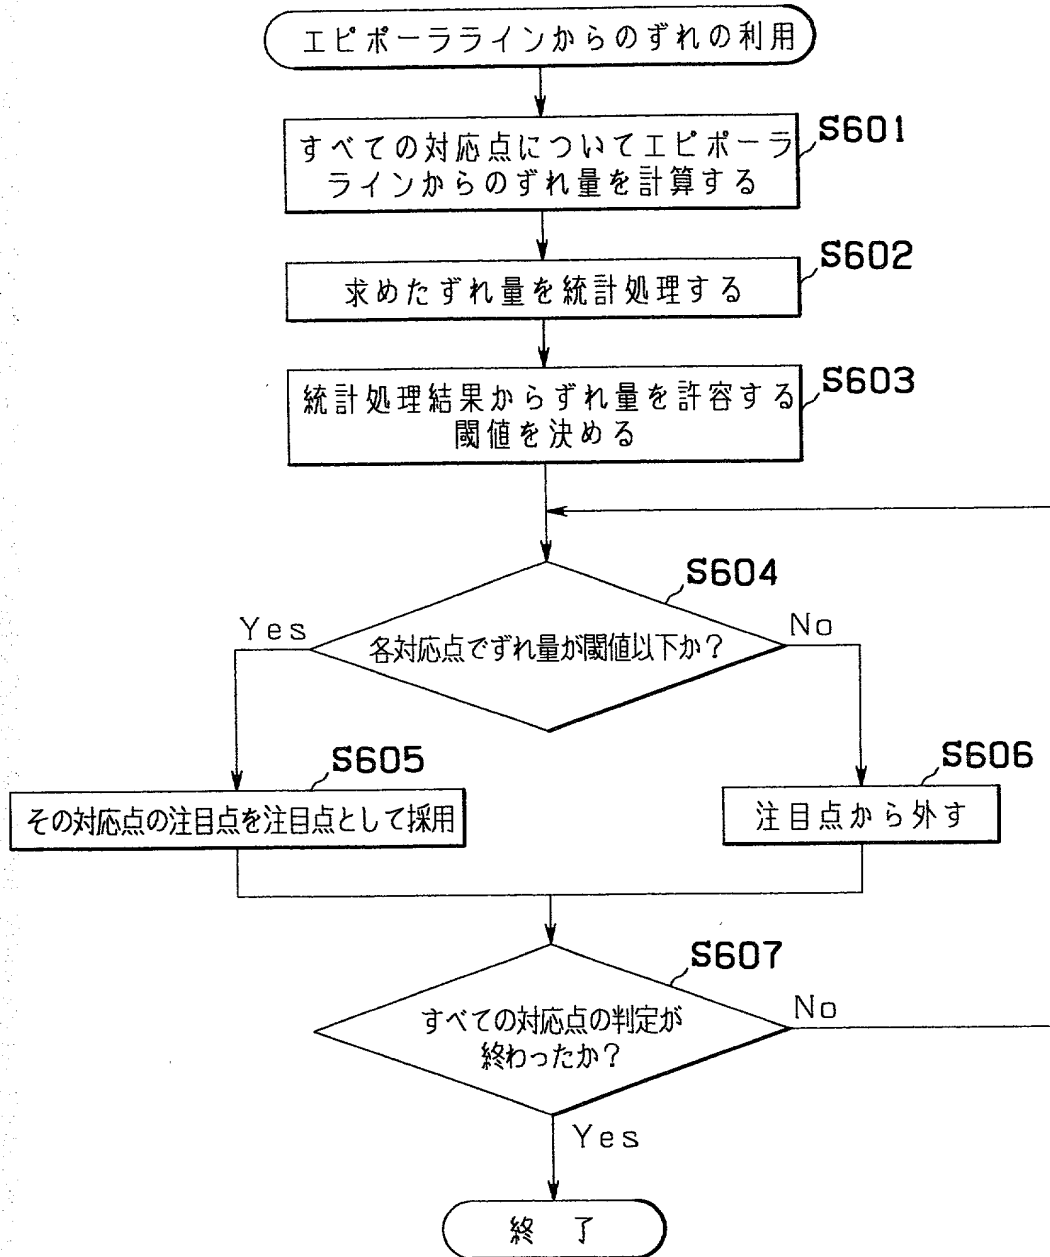 エピポーララインからのずれの利用
S601
すべての対応点についてエピポーラ
ラインからのずれ量を計算する
S602
求めたずれ量を統計処理する
S603
統計処理結果からずれ量を許容する
閾値を決める
S604
Yes
No
各対応点でずれ量が閾値以下か?
S605
S606
その対応点の注目点を注目点として採用
注目点から外す
S607
すべての対応点の判定が
終わったか?
No
Yes
終 了